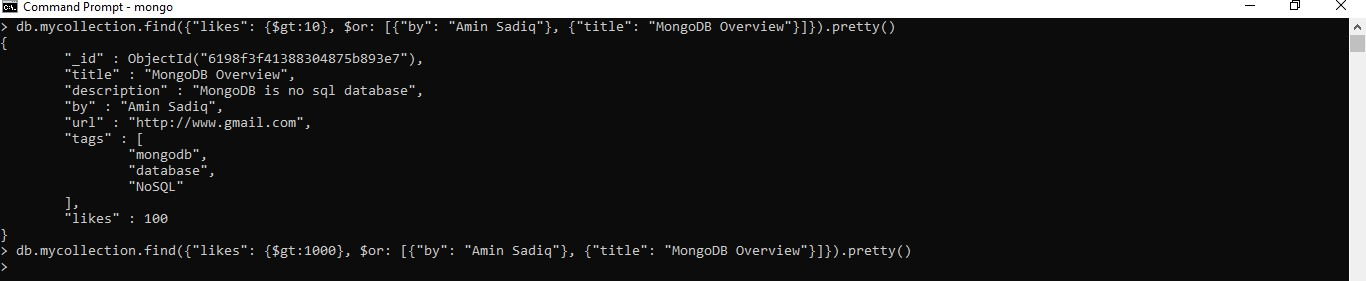 Command Prompt - mongo
> db.mycollection.find({"likes": {$gt:10}, $or: [{"by": "Amin Sadiq"}, {"title": "MongoDB Overview"}]}).pretty()
{
"_id" : ObjectId("6198f3f41388304875b893e7"),
"title" : "MongoDB Overview",
"description" : "MongoDB is no sql database",
"by" : "Amin Sadiq",
"url" : "http://www.gmail.com",
"tags" : [
"mongodb",
"database",
"NoSQL"
],
"likes" : 100
}
> db.mycollection.find({"likes": {$gt:1000}, $or: [{"by": "Amin Sadiq"}, {"title": "MongoDB Overview"}]}).pretty()
>